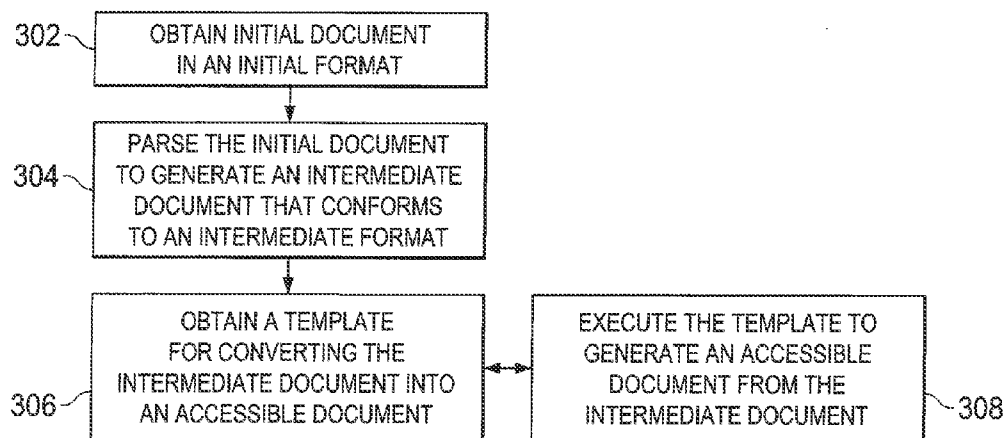 302
OBTAIN INITIAL DOCUMENT
IN AN INITIAL FORMAT
304
PARSE THE INITIAL DOCUMENT
TO GENERATE AN INTERMEDIATE
DOCUMENT THAT CONFORMS
TO AN INTERMEDIATE FORMAT
306
OBTAIN A TEMPLATE
FOR CONVERTING THE
INTERMEDIATE DOCUMENT INTO
AN ACCESSIBLE DOCUMENT
EXECUTE THE TEMPLATE TO
GENERATE AN ACCESSIBLE
DOCUMENT FROM THE
INTERMEDIATE DOCUMENT
308